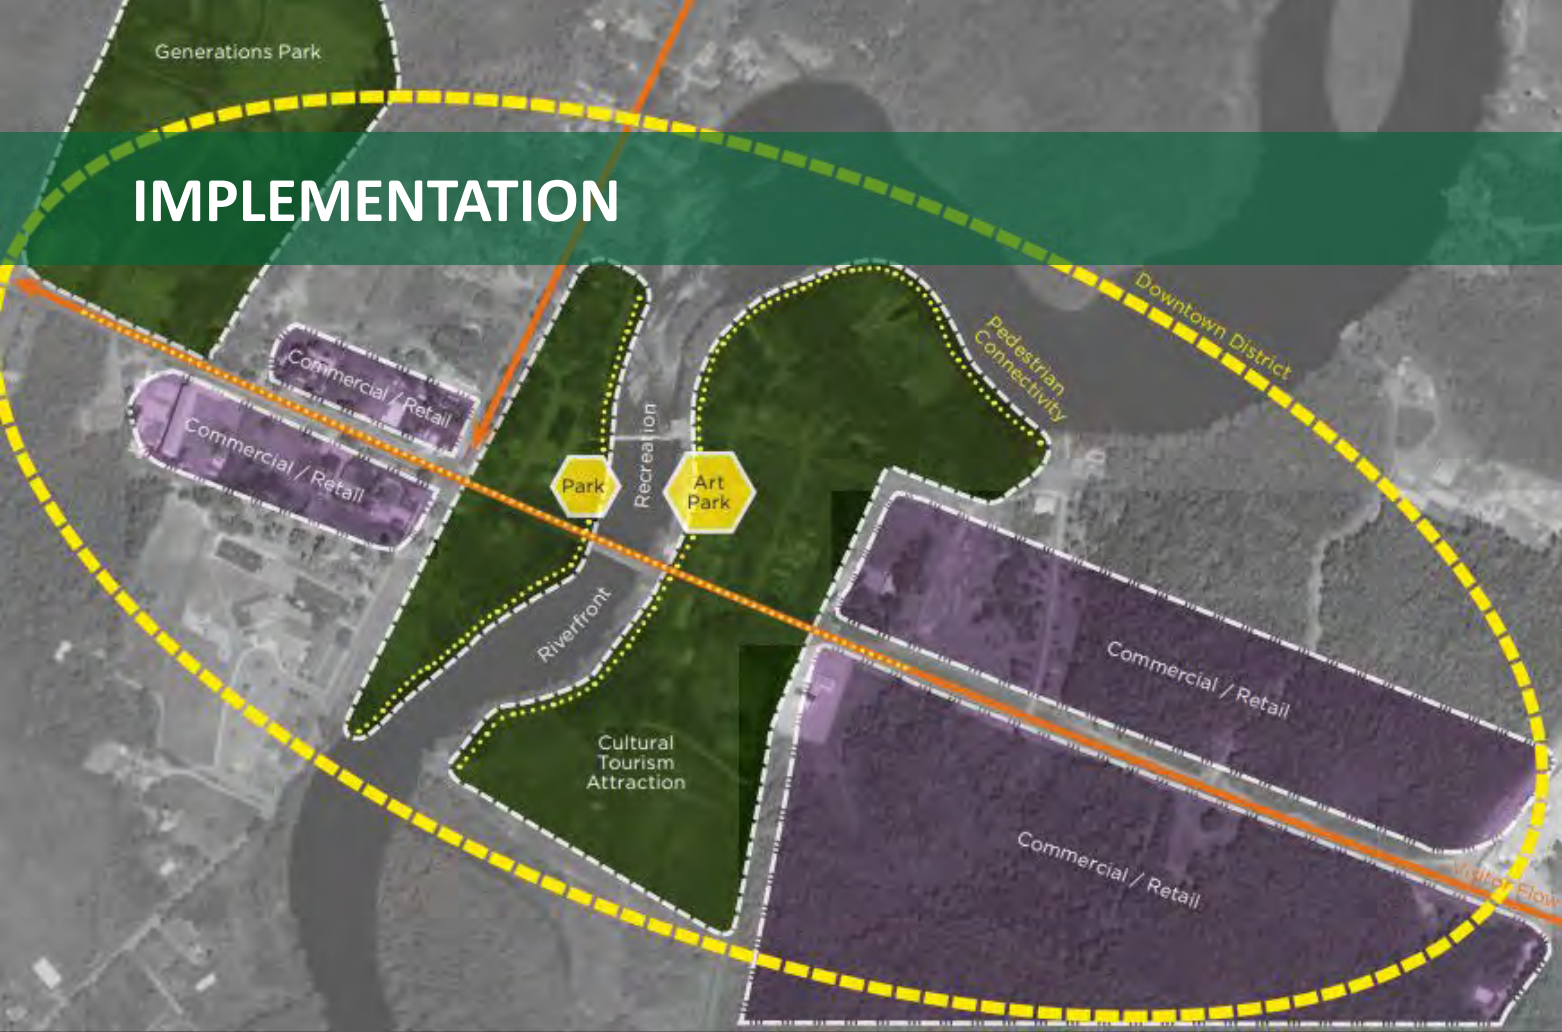 Generations Park
IMPLEMENTATION
Downtown District
Pedestrian
Connectivity
Commercial / Retail
Commercial / Retail
Recreation
Park
Art
Park
Riverfront
Commercial / Retail
Cultural
Tourism
Attraction
Commercial / Retail
Visitor Flow